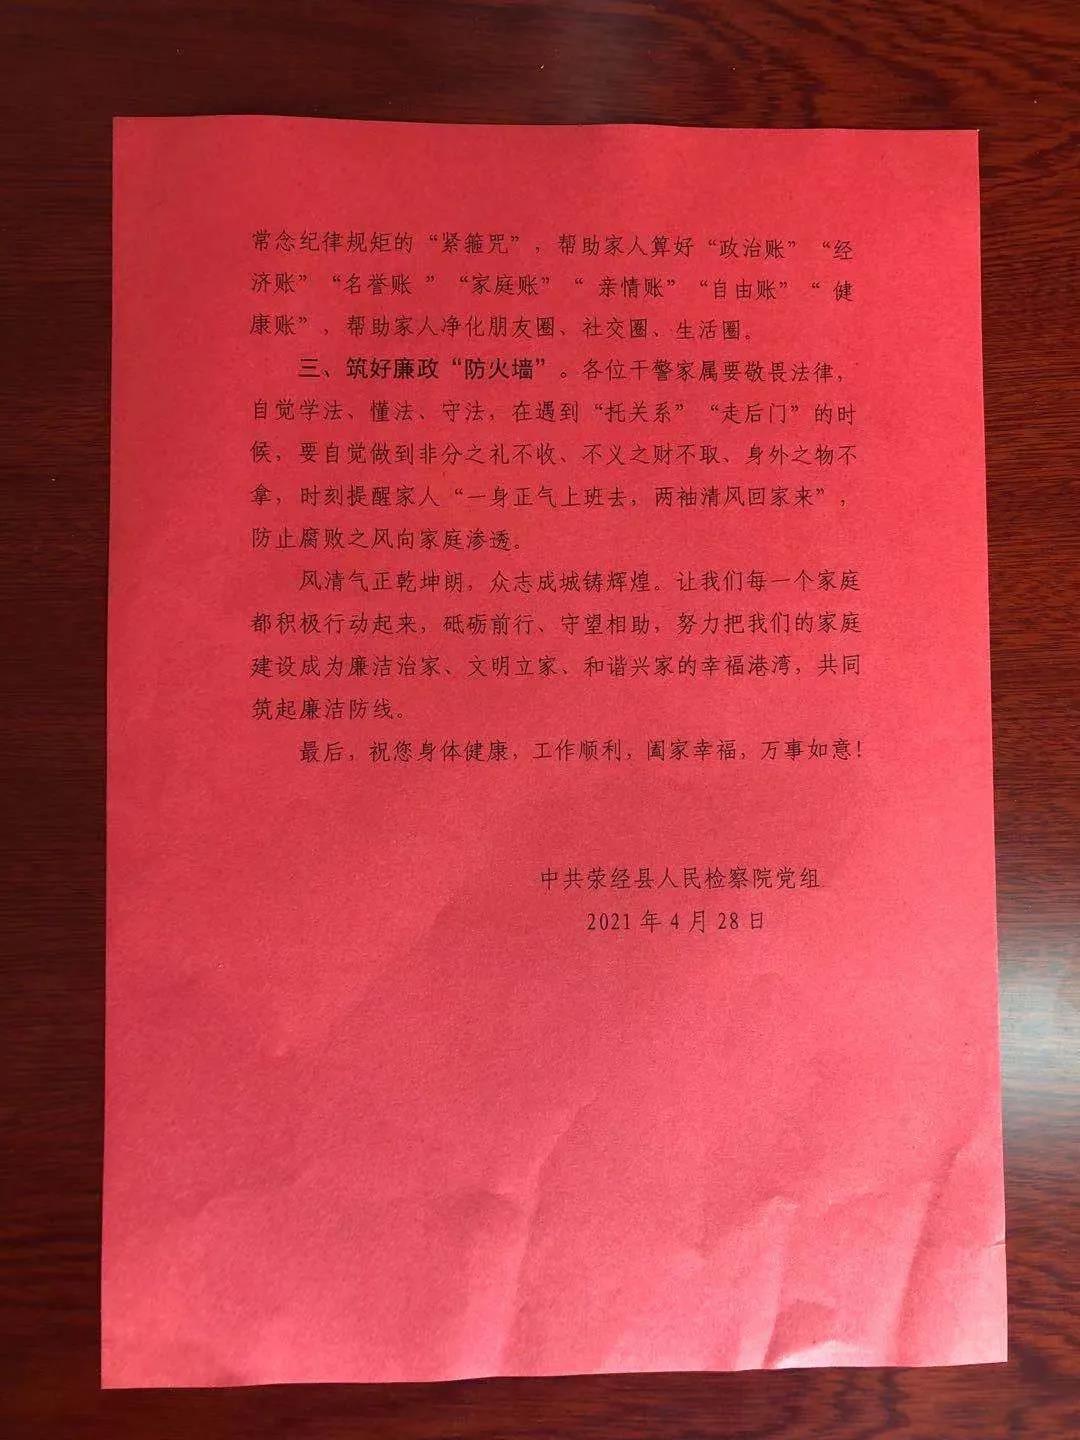 常念纪律规矩的“紧箍咒”，帮助家人算好“政治账”“经
济账”“名誉账 ”“家庭账”“ 亲情账”“自由账”“ 健
康账”，帮助家人净化朋友圈、社交圈、生活圈。
三、筑好廉政“防火墙”。各位干警家属要敬畏法律，
自觉学法、懂法、守法，在遇到“托关系”“走后门”的时
候，要自觉做到非分之礼不收、不义之财不取、身外之物不
拿，时刻提醒家人“一身正气上班去，两袖清风回家来”，
防止腐败之风向家庭渗透。
风清气正乾坤朗，众志成城铸辉煌。让我们每一个家庭
都积极行动起来，砥砺前行、守望相助，努力把我们的家庭
建设成为廉洁治家、文明立家、和谐兴家的幸福港湾，共同
筑起廉洁防线。
最后，祝您身体健康，工作顺利，阖家幸福，万事如意！
中共荥经县人民检察院党组
2021 年 4 月 28 日